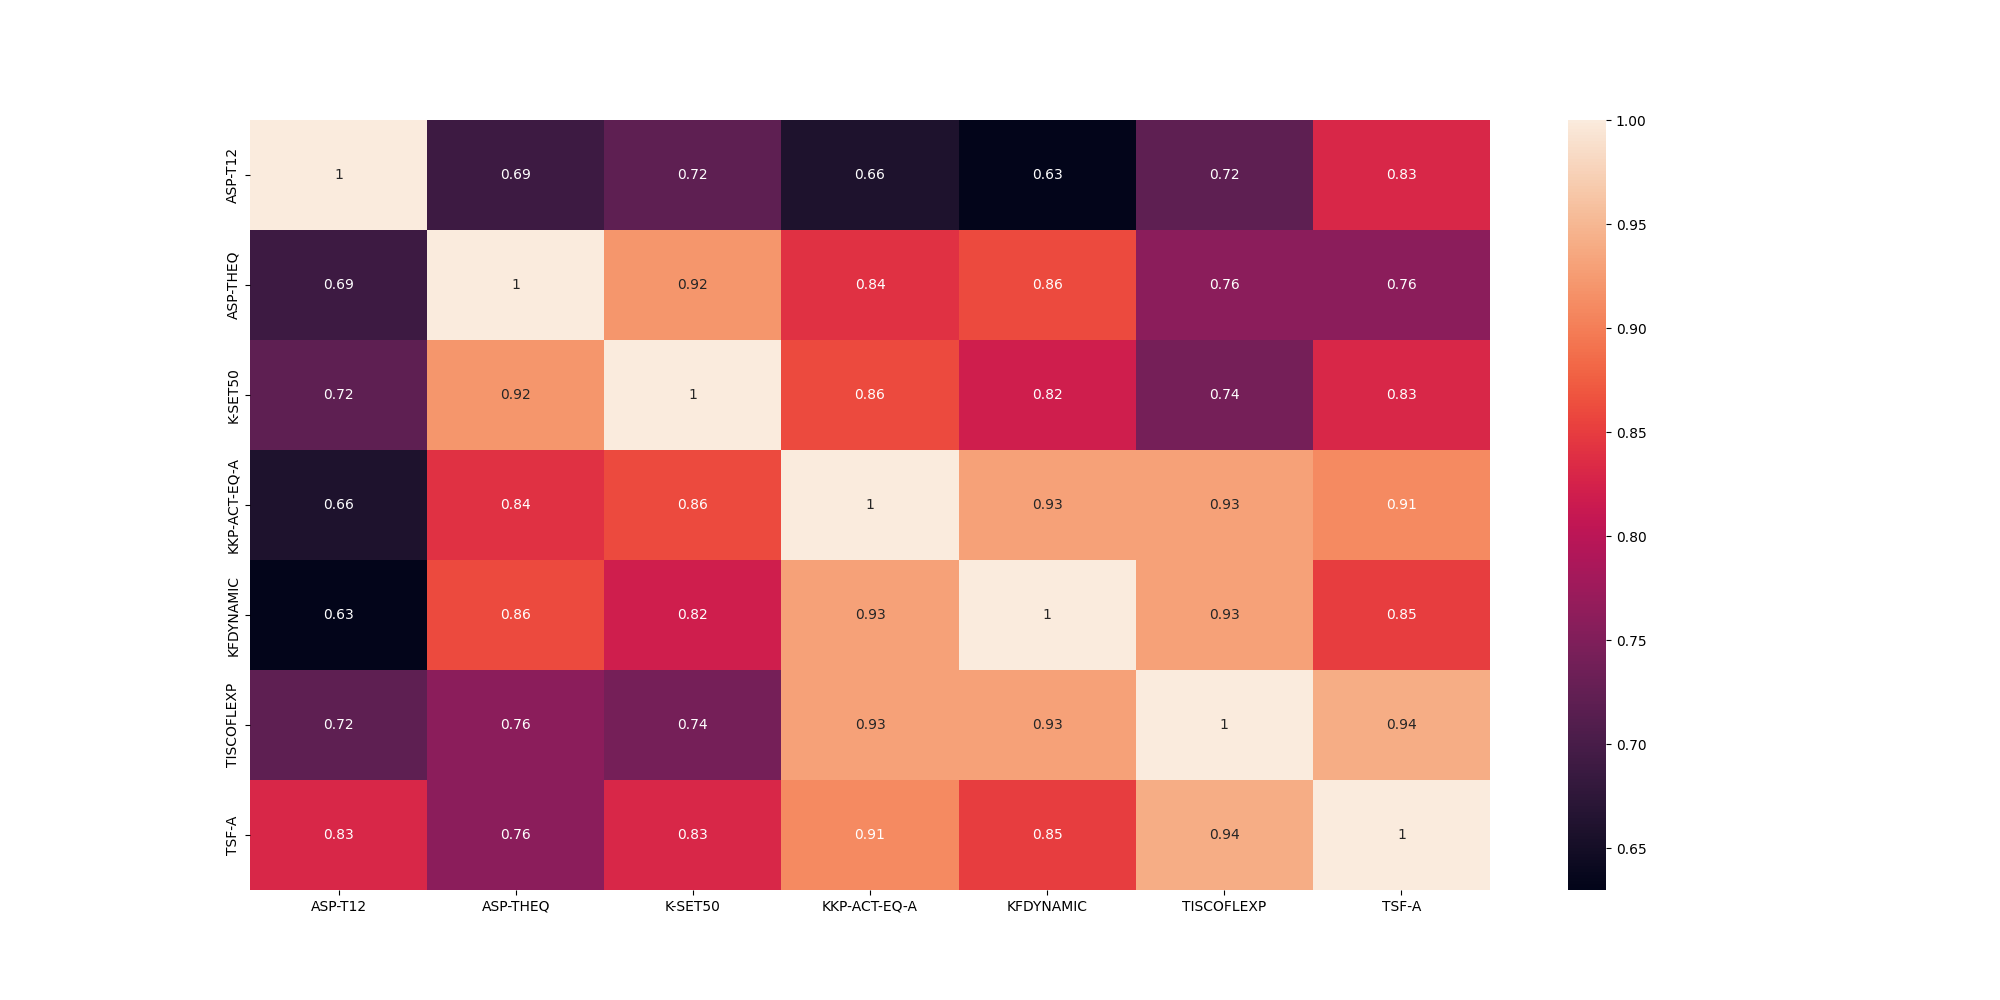 ASP-T12 1 0.69 0.72 0.66 0.63 0.72 0.83
ASP-THEQ 0.69 1 0.92 0.84 0.86 0.76 0.76
K-SET50 0.72 0.92 1 0.86 0.82 0.74 0.83
KKP-ACT-EQ-A 0.66 0.84 0.86 1 0.93 0.93 0.91
KFDYNAMIC 0.63 0.86 0.82 0.93 1 0.93 0.85
TISCOFLEXP 0.72 0.76 0.74 0.93 0.93 1 0.94
TSF-A 0.83 0.76 0.83 0.91 0.85 0.94 1
ASP-T12 ASP-THEQ K-SET50 KKP-ACT-EQ-A KFDYNAMIC TISCOFLEXP TSF-A
1.00
0.95
0.90
0.85
0.80
0.75
0.70
0.65